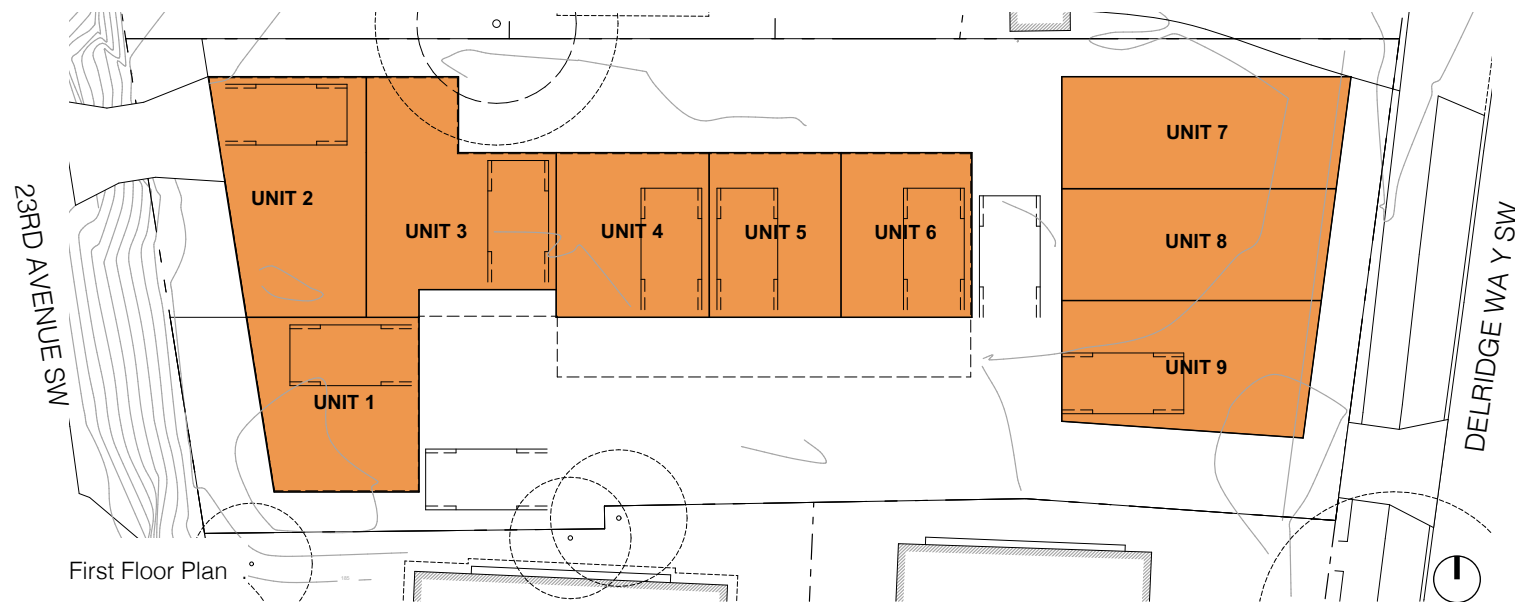 UNIT 7
UNIT 2
UNIT 3
UNIT 4
UNIT 5
UNIT 6
UNIT 8
23RD AVENUE SW
DELRIDGE WA Y SW
UNIT 9
UNIT 1
First Floor Plan